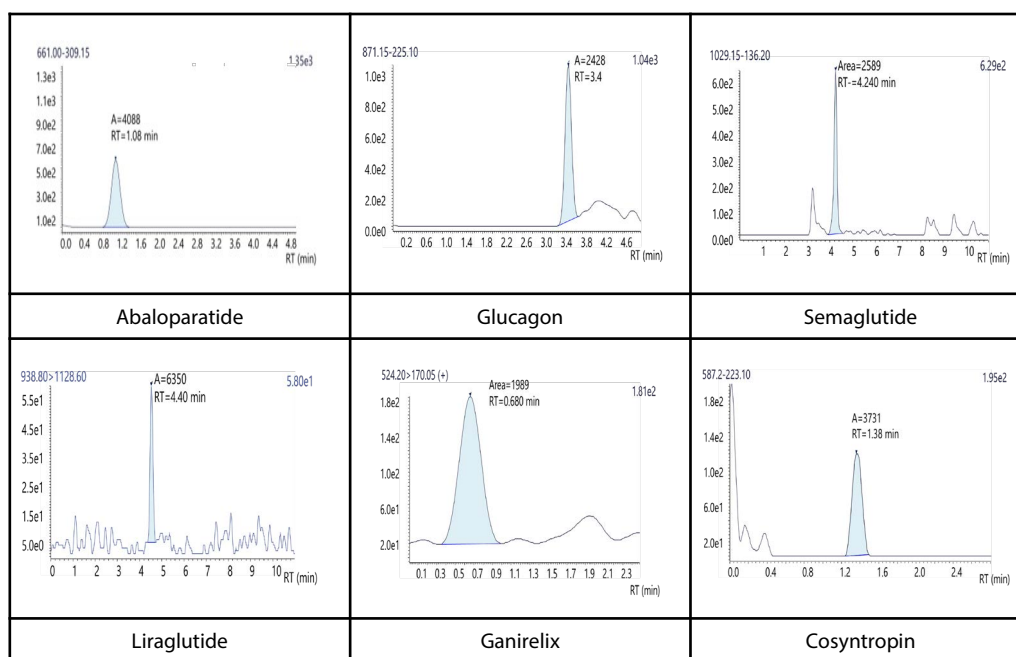 661.00-309.15
1.35e3
1.3e3
1.1e3
9.0e2
7.0e2
5.0e2
3.0e2
1.0e2
A=4088
RT=1.08 min
0.0 0.4 0.8 1.2 1.6 2.0 2.4 2.8 3.2 3.6 4.0 4.4 4.8
RT (min)
Abaloparatide
871.15-225.10
1.04e3
1.0e3
8.0e2
6.0e2
4.0e2
2.0e2
0.0e0
A=2428
RT=3.4
0.2 0.6 1.0 1.4 1.8 2.2 2.6 3.0 3.4 3.8 4.2 4.6
RT (min)
Glucagon
1029.15-136.20
6.29e2
6.0e2
5.0e2
4.0e2
3.0e2
2.0e2
1.0e2
0.0e0
Area=2589
RT-=4.240 min
1 2 3 4 5 6 7 8 9 10
RT (min)
Semaglutide
938.80>1128.60
5.80e1
5.5e1
4.5e1
3.5e1
2.5e1
1.5e1
5.0e0
A=6350
RT=4.40 min
0 1 2 3 4 5 6 7 8 9 10
RT (min)
Liraglutide
524.20>170.05 (+)
1.81e2
1.8e2
1.4e2
1.0e2
6.0e1
2.0e1
Area=1989
RT=0.680 min
0.1 0.3 0.5 0.7 0.9 1.1 1.3 1.5 1.7 1.9 2.1 2.3
RT (min)
Ganirelix
587.2-223.10
1.95e2
1.8e2
1.4e2
1.0e2
6.0e1
2.0e1
A=3731
RT=1.38 min
0.0 0.4 0.8 1.2 1.6 2.0 2.4
RT (min)
Cosyntropin